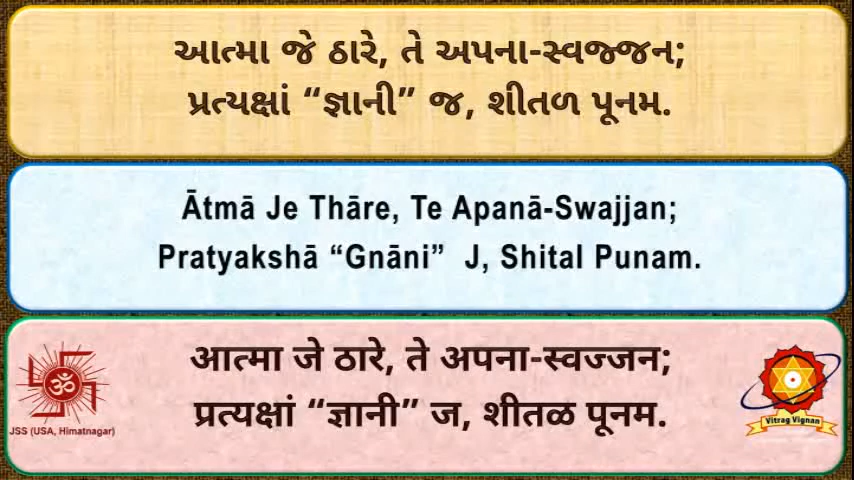 આત્મા જે ઠારે, તે અપના-સ્વજ્જન;
પ્રત્યક્ષાં “જ્ઞાની” જ, શીતળ પૂનમ.
Ātmā Je Thāre, Te Apanā-Swajjan;
Pratyakshā “Gnāni” J, Shital Punam.
आत्मा जे ठारे, ते अपना-स्वज्जन;
प्रत्यक्षां “ज्ञानी” ज, शीतळ पूनम.
ॐ
JSS (USA, Himatnagar)
Vitrag Vignan